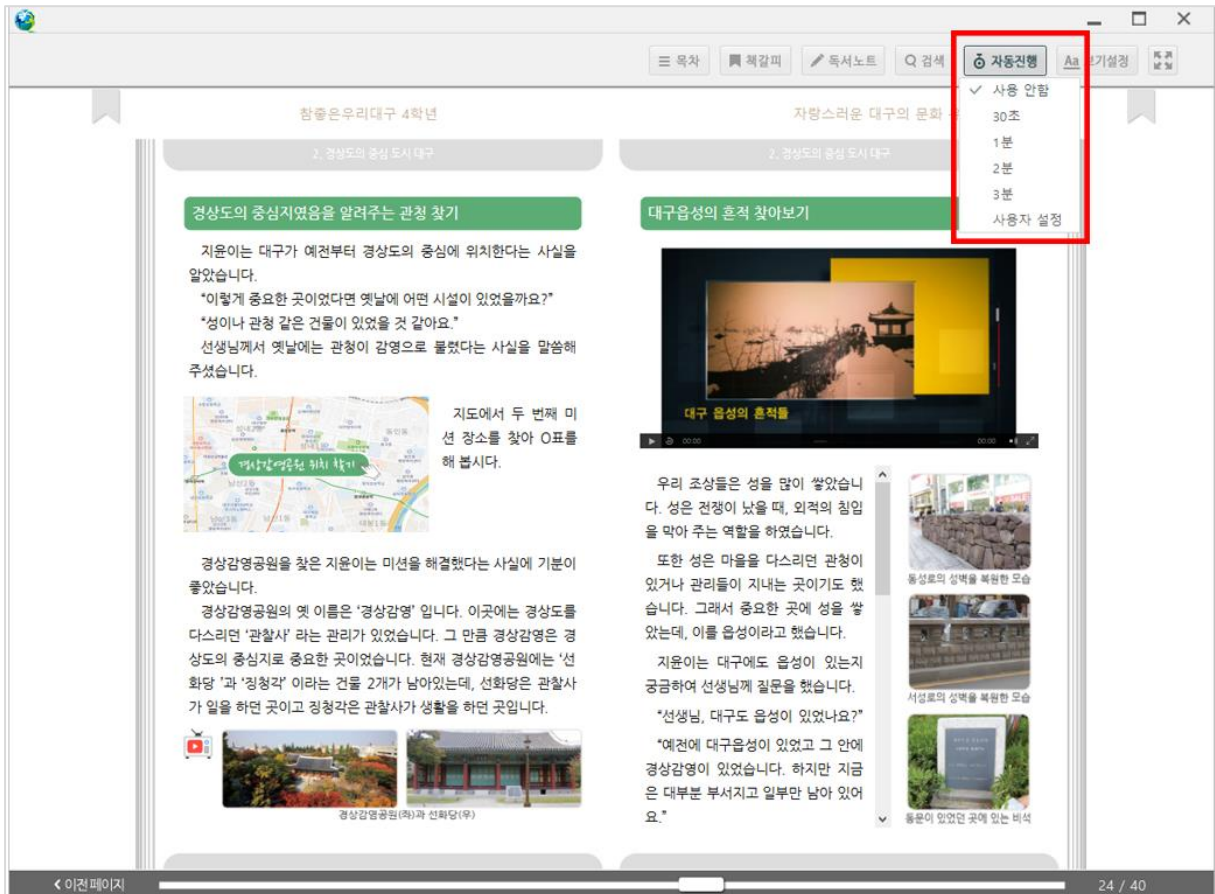 목차
책갈피
독서노트
검색
자동진행
Aa 보기설정
사용 안함
30초
1분
2분
3분
사용자 설정
참좋은우리대구 4학년
자랑스러운 대구의 문화
2. 경상도의 중심 도시 대구
경상도의 중심지였음을 알려주는 관청 찾기
지윤이는 대구가 예전부터 경상도의 중심에 위치한다는 사실을
알았습니다.
“이렇게 중요한 곳이었다면 옛날에 어떤 시설이 있었을까요?”
“성이나 관청 같은 건물이 있었을 것 같아요.”
선생님께서 옛날에는 관청이 감영으로 불렸다는 사실을 말씀해
주셨습니다.
경상감영공원 위치 찾기
지도에서 두 번째 미
션 장소를 찾아 O표를
해 봅시다.
경상감영공원을 찾은 지윤이는 미션을 해결했다는 사실에 기분이
좋았습니다.
경상감영공원의 옛 이름은 ‘경상감영’ 입니다. 이곳에는 경상도를
다스리던 ‘관찰사’ 라는 관리가 있었습니다. 그 만큼 경상감영은 경
상도의 중심지로 중요한 곳이었습니다. 현재 경상감영공원에는 ‘선
화당 ’과 ‘징청각’ 이라는 건물 2개가 남아있는데, 선화당은 관찰사
가 일을 하던 곳이고 징청각은 관찰사가 생활을 하던 곳입니다.
경상감영공원(좌)과 선화당(우)
2. 경상도의 중심 도시 대구
대구읍성의 흔적 찾아보기
대구 읍성의 흔적들
00:00
00:00
우리 조상들은 성을 많이 쌓았습니
다. 성은 전쟁이 났을 때, 외적의 침입
을 막아 주는 역할을 하였습니다.
또한 성은 마을을 다스리던 관청이
있거나 관리들이 지내는 곳이기도 했
습니다. 그래서 중요한 곳에 성을 쌓
았는데, 이를 읍성이라고 했습니다.
지윤이는 대구에도 읍성이 있는지
궁금하여 선생님께 질문을 했습니다.
“선생님, 대구도 읍성이 있었나요?”
“예전에 대구읍성이 있었고 그 안에
경상감영이 있었습니다. 하지만 지금
은 대부분 부서지고 일부만 남아 있어
요.”
동성로의 성벽을 복원한 모습
서성로의 성벽을 복원한 모습
동문이 있었던 곳에 있는 비석
이전페이지
24 / 40